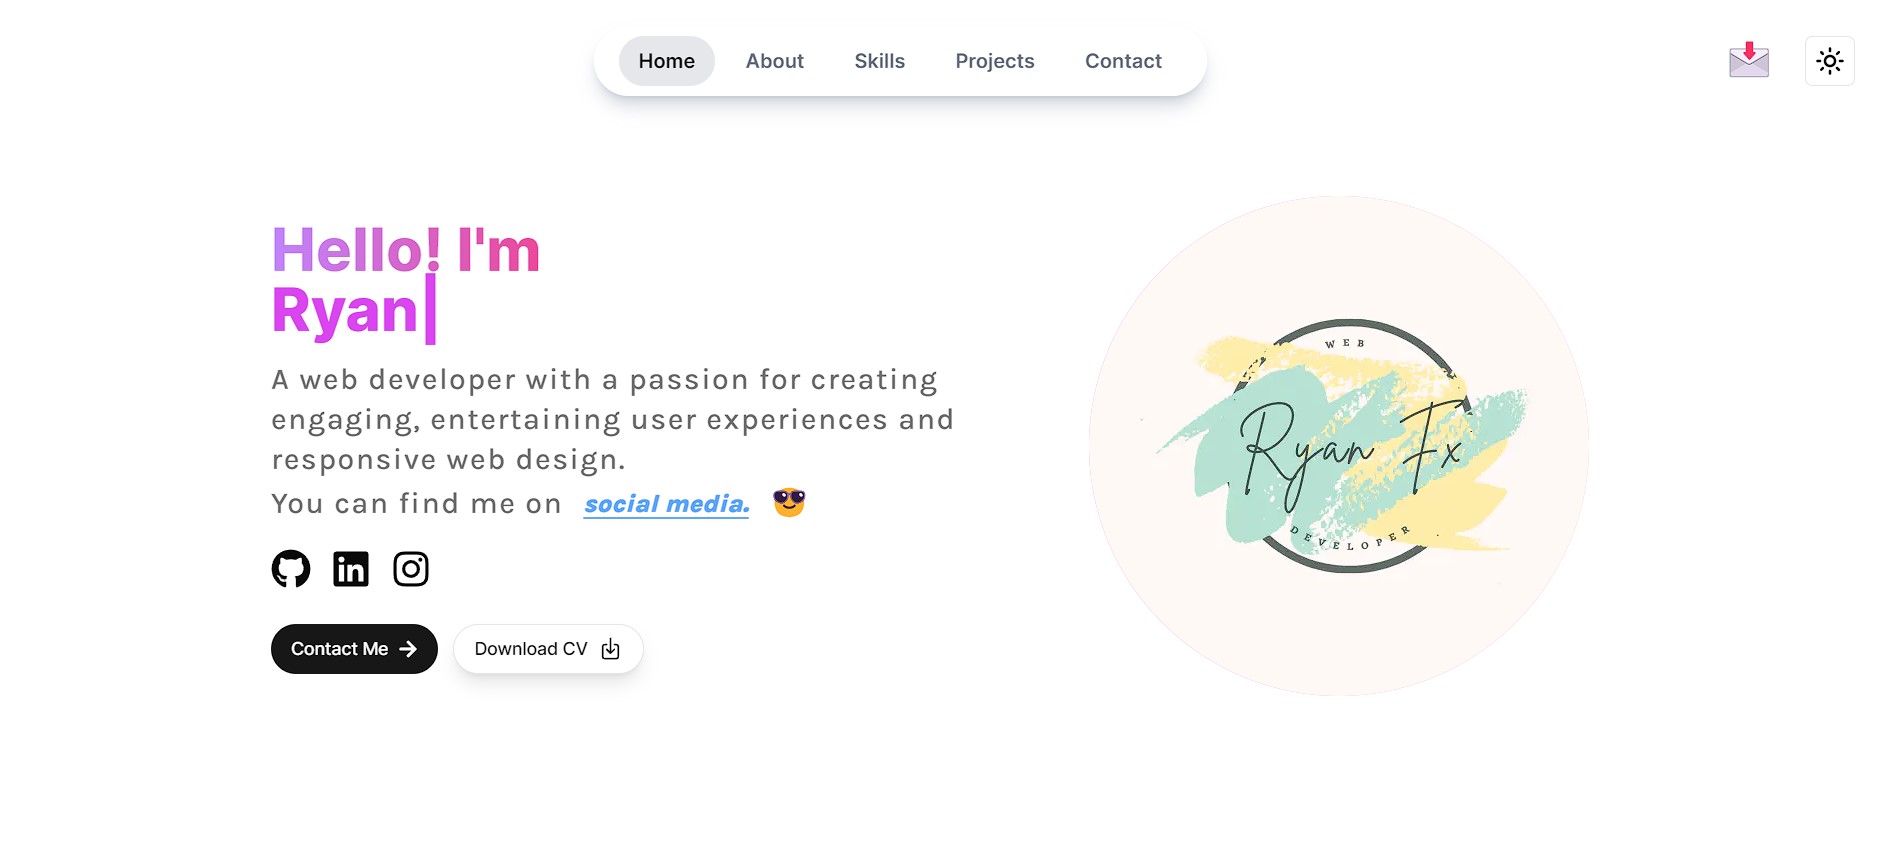 Home About Skills Projects Contact
Hello! I'm
Ryan
A web developer with a passion for creating
engaging, entertaining user experiences and
responsive web design.
You can find me on social media.
in
Contact Me
Download CV
WEB
Ryan Fx
DEVELOPER